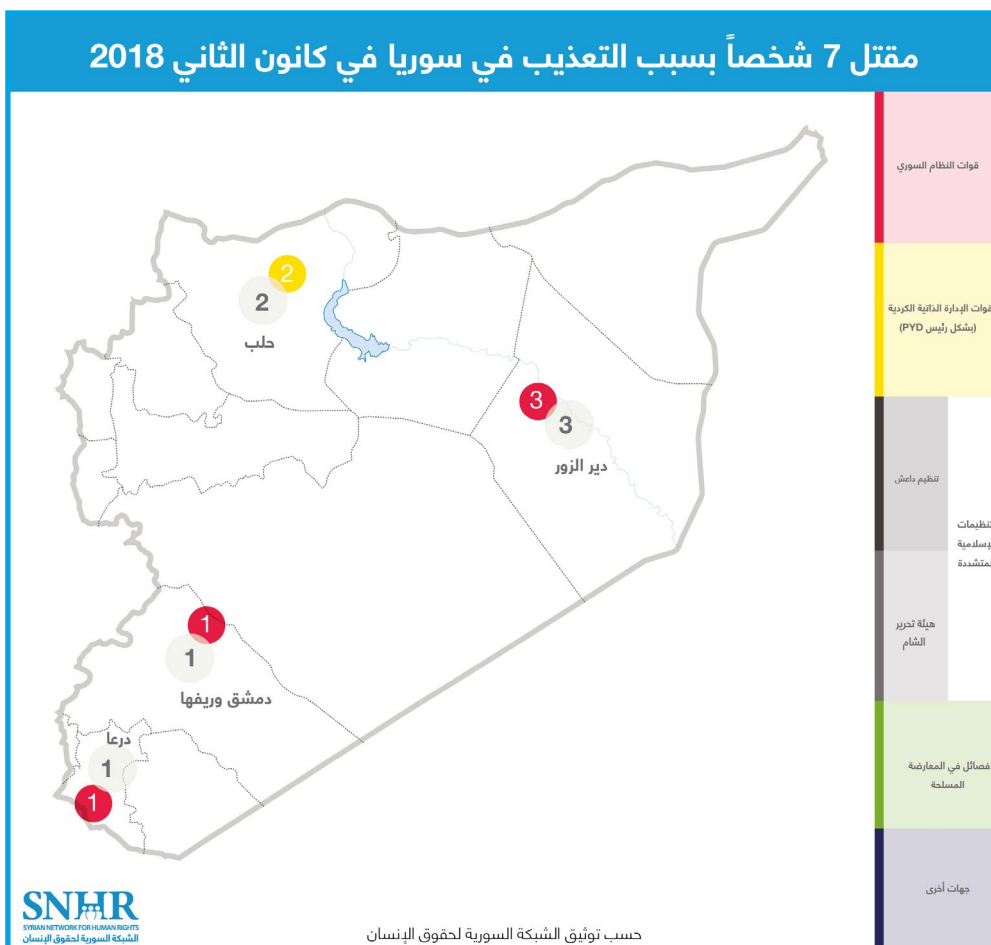 مقتل 7 شخصاً بسبب التعذيب في سوريا في كانون الثاني 2018
قوات النظام السوري
قوات الإدارة الذاتية الكردية
(بشكل رئيس PYD)
تنظيم داعش
هيئة تحرير
الشام
فصائل في المعارضة
المسلحة
جهات أخرى
2
2
حلب
3
3
دير الزور
1
1
دمشق وريفها
درعا
1
1
SNHR
SYRIAN NETWORK FOR HUMAN RIGHTS
الشبكة السورية لحقوق الإنسان
حسب توثيق الشبكة السورية لحقوق الإنسان